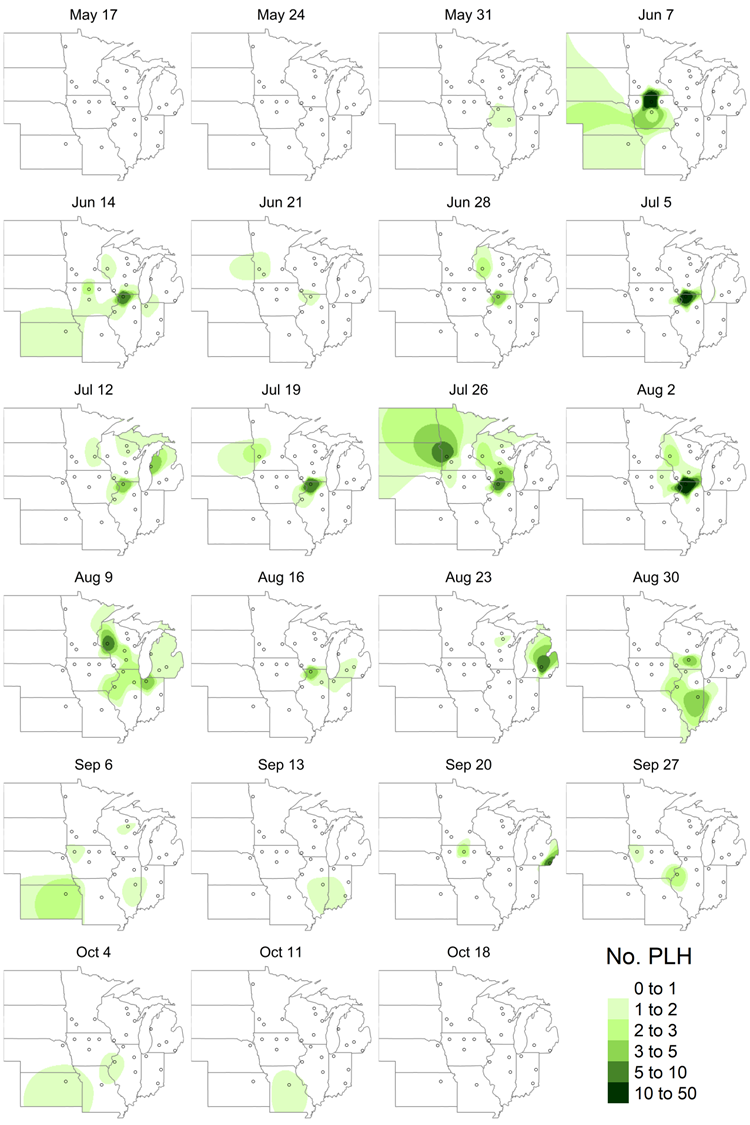 May 17
May 24
May 31
Jun 7
Jun 14
Jun 21
Jun 28
Jul 5
Jul 12
Jul 19
Jul 26
Aug 2
Aug 9
Aug 16
Aug 23
Aug 30
Sep 6
Sep 13
Sep 20
Sep 27
Oct 4
Oct 11
Oct 18
No. PLH
0 to 1
1 to 2
2 to 3
3 to 5
5 to 10
10 to 50